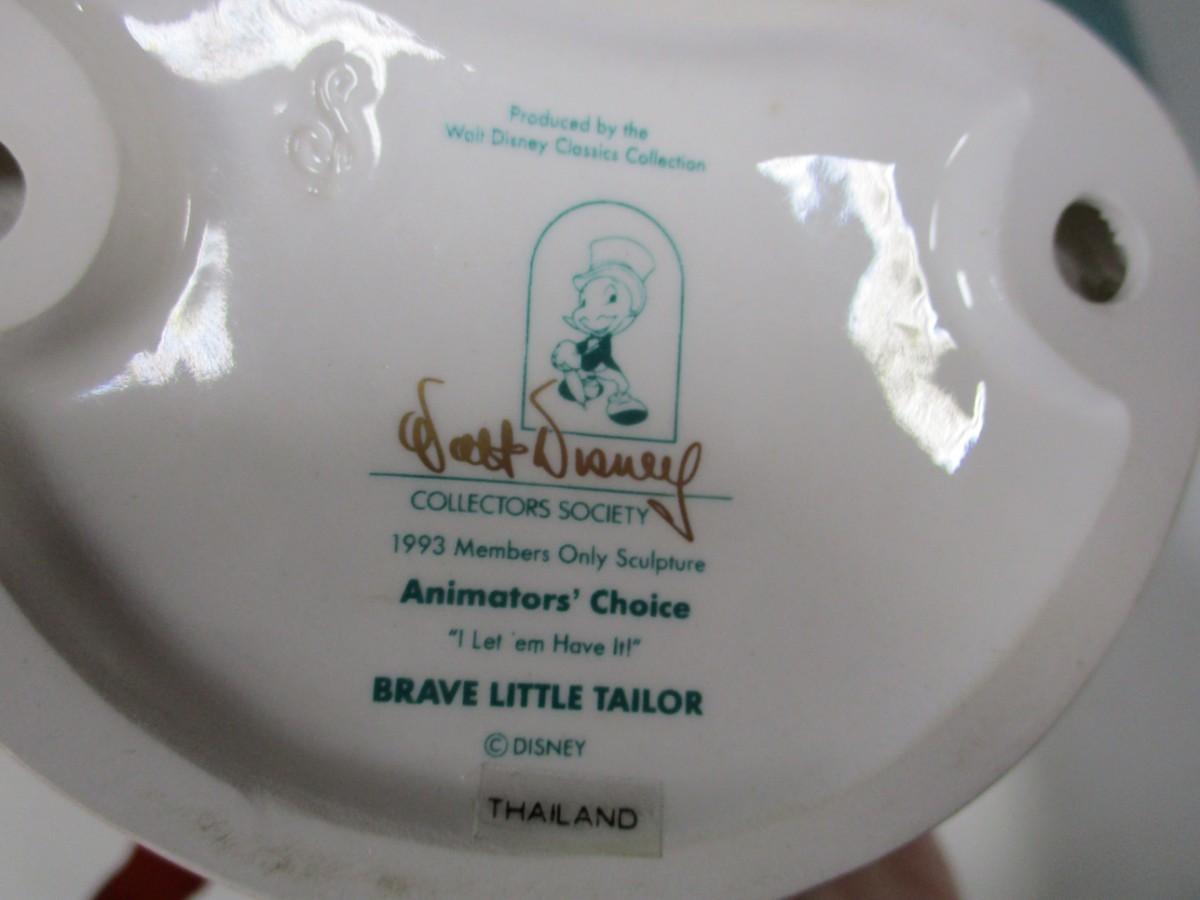 Produced by the
Walt Disney Classics Collection
Walt Disney
COLLECTORS SOCIETY
1993 Members Only Sculpture
Animators' Choice
"I Let 'em Have It!"
BRAVE LITTLE TAILOR
© DISNEY
THAILAND